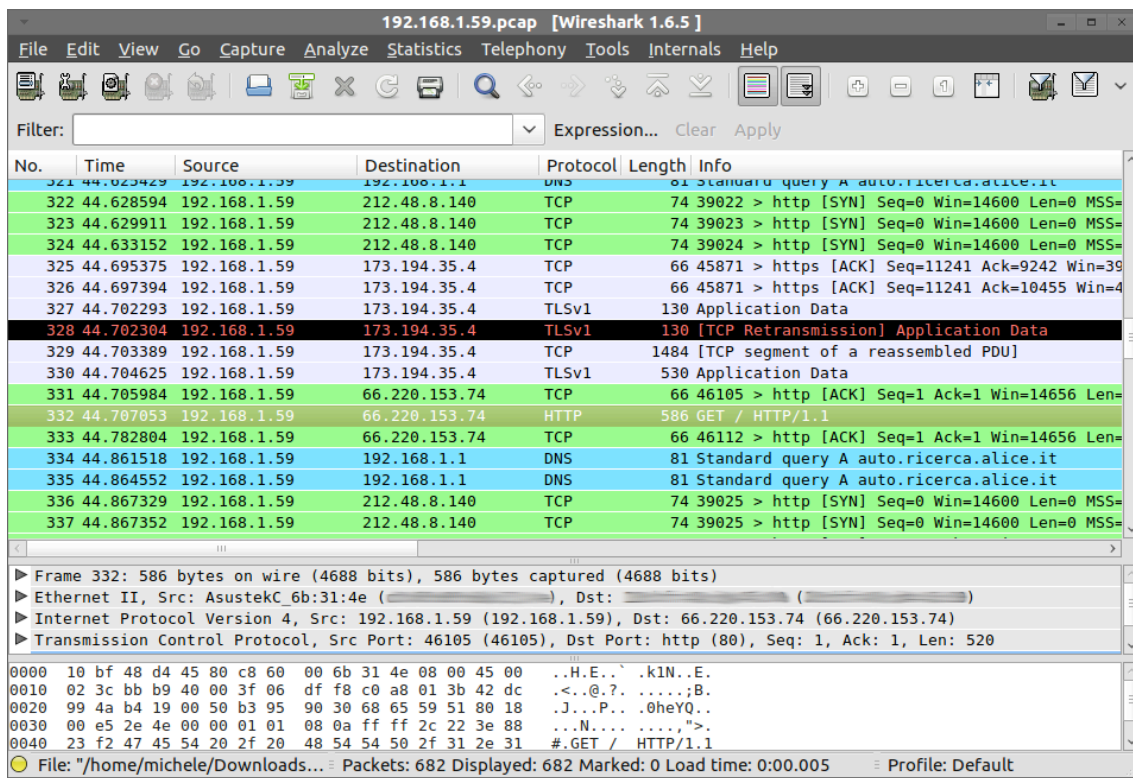 192.168.1.59.pcap [Wireshark 1.6.5 ]
File Edit View Go Capture Analyze Statistics Telephony Tools Internals Help
Filter: Expression... Clear Apply
No. Time Source Destination Protocol Length Info
321 44.625429 192.168.1.59 192.168.1.1 DNS 81 Standard query A auto.ricerca.alice.it
322 44.628594 192.168.1.59 212.48.8.140 TCP 74 39022 > http [SYN] Seq=0 Win=14600 Len=0 MSS=
323 44.629911 192.168.1.59 212.48.8.140 TCP 74 39023 > http [SYN] Seq=0 Win=14600 Len=0 MSS=
324 44.633152 192.168.1.59 212.48.8.140 TCP 74 39024 > http [SYN] Seq=0 Win=14600 Len=0 MSS=
325 44.695375 192.168.1.59 173.194.35.4 TCP 66 45871 > https [ACK] Seq=11241 Ack=9242 Win=39
326 44.697394 192.168.1.59 173.194.35.4 TCP 66 45871 > https [ACK] Seq=11241 Ack=10455 Win=4
327 44.702293 192.168.1.59 173.194.35.4 TLSv1 130 Application Data
328 44.702304 192.168.1.59 173.194.35.4 TLSv1 130 [TCP Retransmission] Application Data
329 44.703389 192.168.1.59 173.194.35.4 TCP 1484 [TCP segment of a reassembled PDU]
330 44.704625 192.168.1.59 173.194.35.4 TLSv1 530 Application Data
331 44.705984 192.168.1.59 66.220.153.74 TCP 66 46105 > http [ACK] Seq=1 Ack=1 Win=14656 Len=
332 44.707053 192.168.1.59 66.220.153.74 HTTP 586 GET / HTTP/1.1
333 44.782804 192.168.1.59 66.220.153.74 TCP 66 46112 > http [ACK] Seq=1 Ack=1 Win=14656 Len=
334 44.861518 192.168.1.59 192.168.1.1 DNS 81 Standard query A auto.ricerca.alice.it
335 44.864552 192.168.1.59 192.168.1.1 DNS 81 Standard query A auto.ricerca.alice.it
336 44.867329 192.168.1.59 212.48.8.140 TCP 74 39025 > http [SYN] Seq=0 Win=14600 Len=0 MSS=
337 44.867352 192.168.1.59 212.48.8.140 TCP 74 39025 > http [SYN] Seq=0 Win=14600 Len=0 MSS=
Frame 332: 586 bytes on wire (4688 bits), 586 bytes captured (4688 bits)
Ethernet II, Src: AsustekC_6b:31:4e ( ), Dst: ( )
Internet Protocol Version 4, Src: 192.168.1.59 (192.168.1.59), Dst: 66.220.153.74 (66.220.153.74)
Transmission Control Protocol, Src Port: 46105 (46105), Dst Port: http (80), Seq: 1, Ack: 1, Len: 520
0000 10 bf 48 d4 45 80 c8 60 00 6b 31 4e 08 00 45 00 ..H.E..` .k1N..E.
0010 02 3c bb b9 40 00 3f 06 df f8 c0 a8 01 3b 42 dc .<..@.?. .....;B.
0020 99 4a b4 19 00 50 b3 95 90 30 68 65 59 51 80 18 .J...P.. .0heYQ..
0030 00 e5 2e 4e 00 00 01 01 08 0a ff ff 2c 22 3e 88 ...N.... ....,">.
0040 23 f2 47 45 54 20 2f 20 48 54 54 50 2f 31 2e 31 #.GET / HTTP/1.1
File: "/home/michele/Downloads... Packets: 682 Displayed: 682 Marked: 0 Load time: 0:00.005 Profile: Default